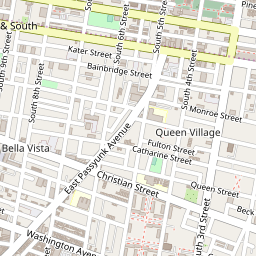 Pine
& South
South 6th Street
South 5th Street
Kater Street
South 9th Street
Bainbridge Street
South 8th Street
South 4th Street
Monroe Street
Queen Village
East Passyunk Avenue
Bella Vista
Fulton Street
Catharine Street
Christian Street
Queen Street
South 3rd Street
Beck
Washington Avenue